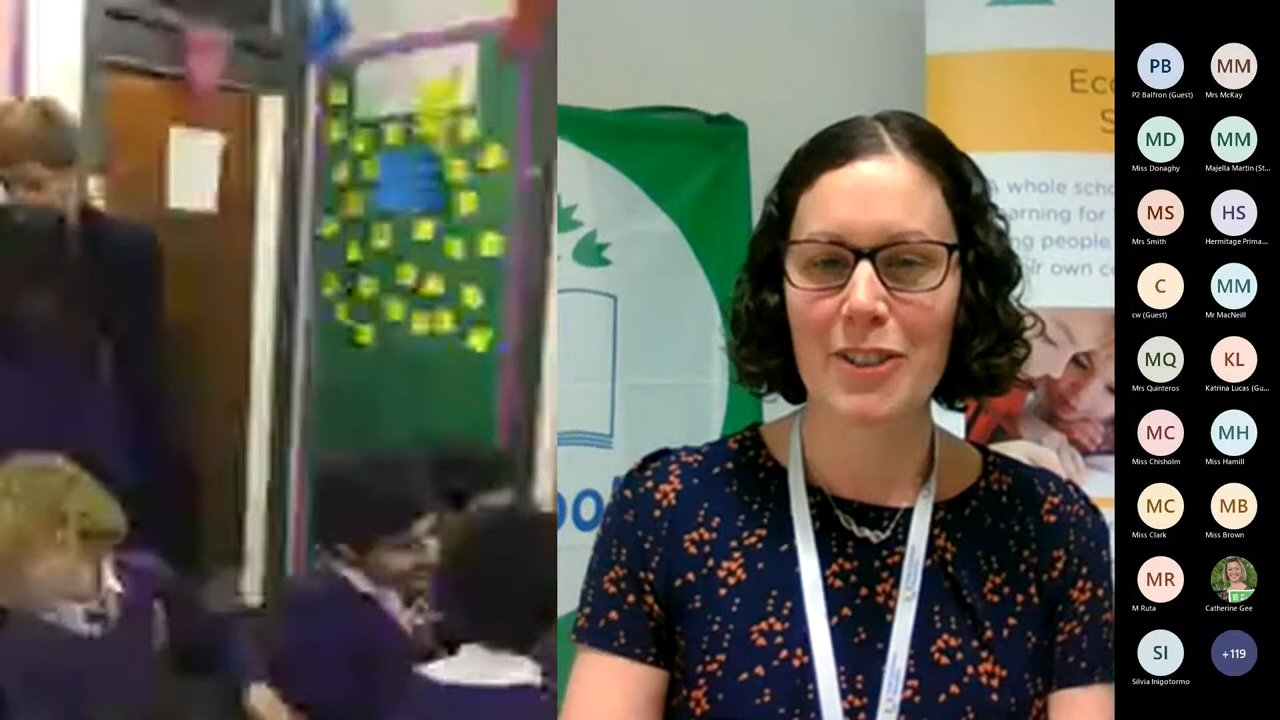 Ec
S
A whole scho
arning for
ng people
eir own c
oo
PB
P2 Balfron (Guest)
MM
Mrs McKay
MD
Miss Donaghy
MM
Majella Martin (St...
MS
Mrs Smith
HS
Hermitage Prima...
C
cw (Guest)
MM
Mr MacNeill
MQ
Mrs Quinteros
KL
Katrina Lucas (Gu...
MC
Miss Chisholm
MH
Miss Hamill
MC
Miss Clark
MB
Miss Brown
MR
M Ruta
Catherine Gee
SI
Silvia Inigotormo
+119